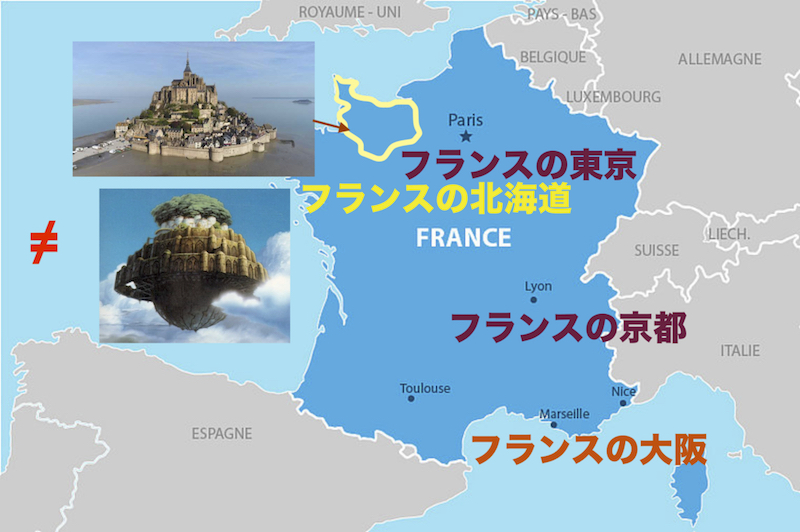 ROYAUME - UNI
PAYS - BAS
BELGIQUE
ALLEMAGNE
LUXEMBOURG
Paris
フランスの東京
フランスの北海道
FRANCE
≠
SUISSE
LIECH.
Lyon
フランスの京都
ITALIE
Toulouse
Nice
Marseille
ESPAGNE
フランスの大阪